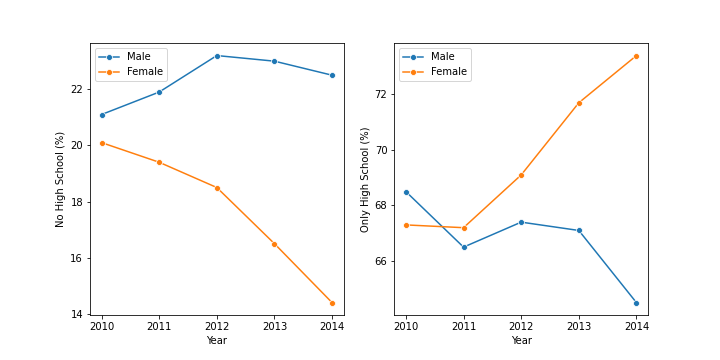 Male
Female
No High School (%)
22
20
18
16
14
2010 2011 2012 2013 2014
Year
Male
Female
Only High School (%)
72
70
68
66
2010 2011 2012 2013 2014
Year